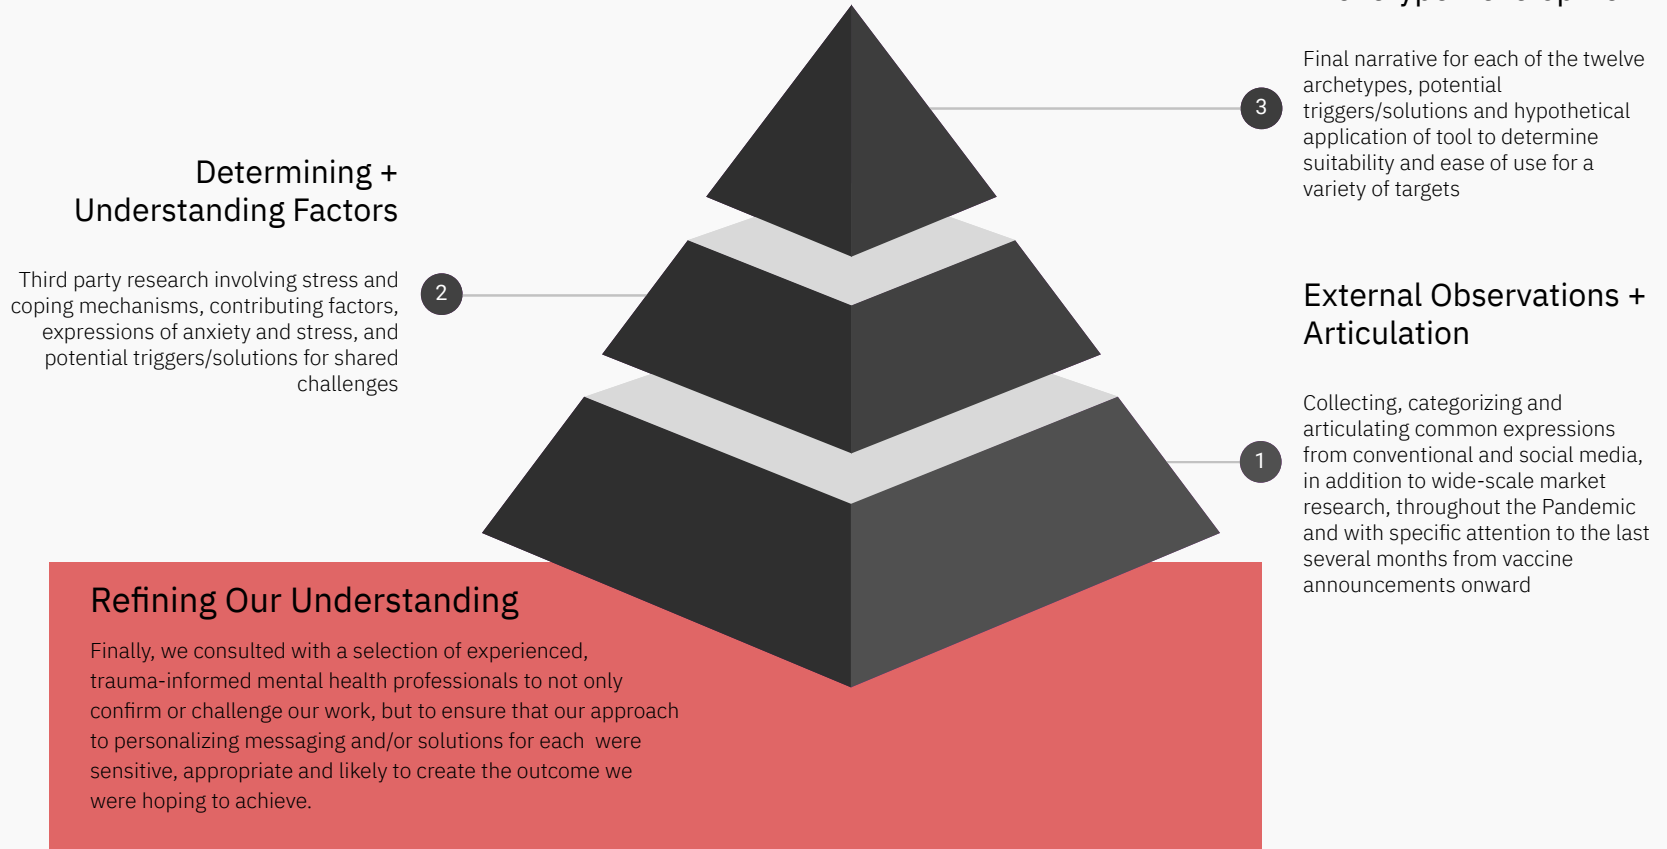 3
Final narrative for each of the twelve
archetypes, potential
triggers/solutions and hypothetical
application of tool to determine
suitability and ease of use for a
variety of targets
Determining +
Understanding Factors
2
Third party research involving stress and
coping mechanisms, contributing factors,
expressions of anxiety and stress, and
potential triggers/solutions for shared
challenges
External Observations +
Articulation
1
Collecting, categizing and
articulating common expressions
from conventional and social media,
in addition to wide-scale market
research, throughout the Pandemic
and with specific attention to the last
several months from vaccine
announcements onward
Refining Our Understanding
Finally, we consulted with a selection of experienced,
trauma-informed mental health professionals to not only
confirm or challenge our work, but to ensure that our approach
to personalizing messaging and/or solutions for each  were
sensitive, appropriate and likely to create the outcome we
were hoping to achieve.